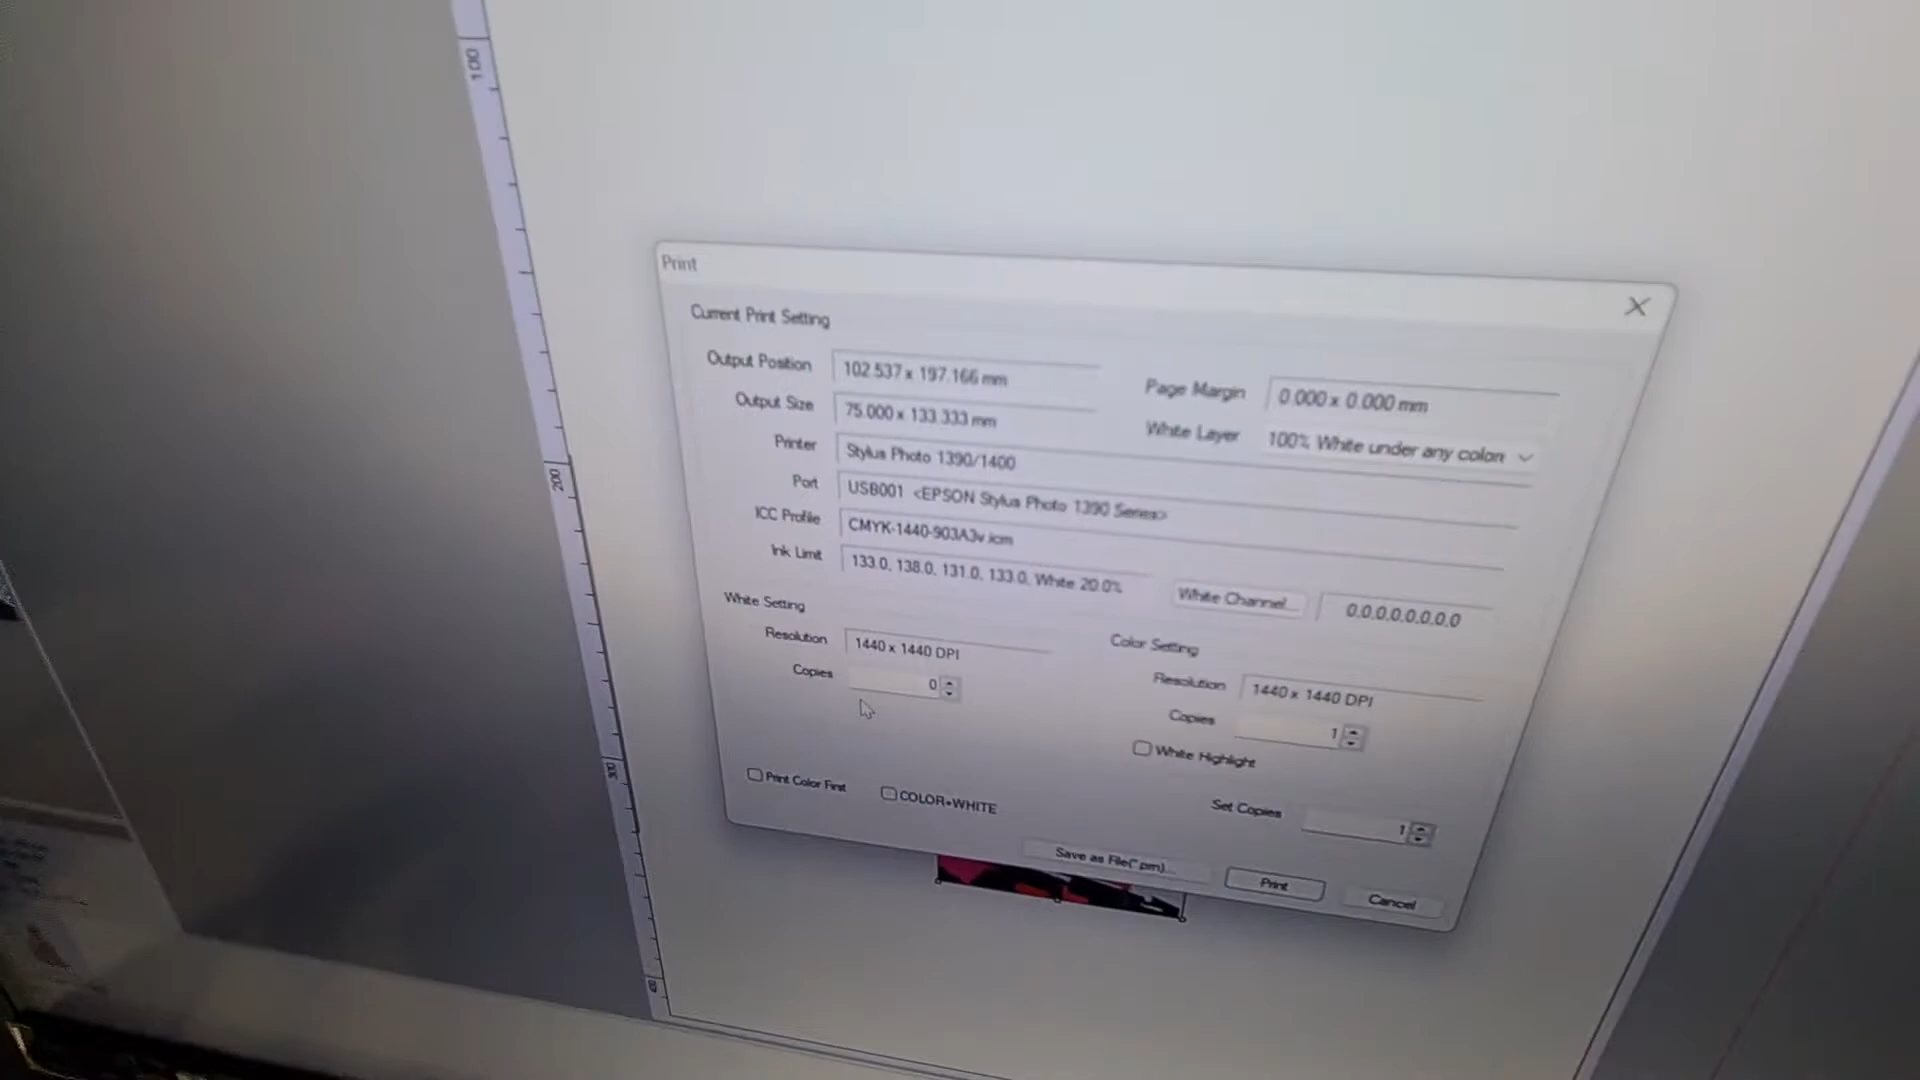 100
Print
Current Print Setting
Output Position 102.537 x 197.166 mm
Page Margin 0.000 x 0.000 mm
Output Size 75.000 x 133.333 mm
White Layer 100% White under any colorr
Printer Stylus Photo 1390/1400
Port USB001 <EPSON Stylus Photo 1390 Series>
ICC Profile CMYK-1440-903A3v.icm
Ink Limit 133.0, 138.0, 131.0, 133.0, White 20.0%
White Channel... 0,0,0,0,0,0,0,0
White Setting
Resolution 1440 x 1440 DPI
Copies 0
Color Setting
Resolution 1440 x 1440 DPI
Copies 1
White Highlight
Print Color First
COLOR+WHITE
Set Copies 1
Save as File(*.prn)...
Print
Cancel
200
300